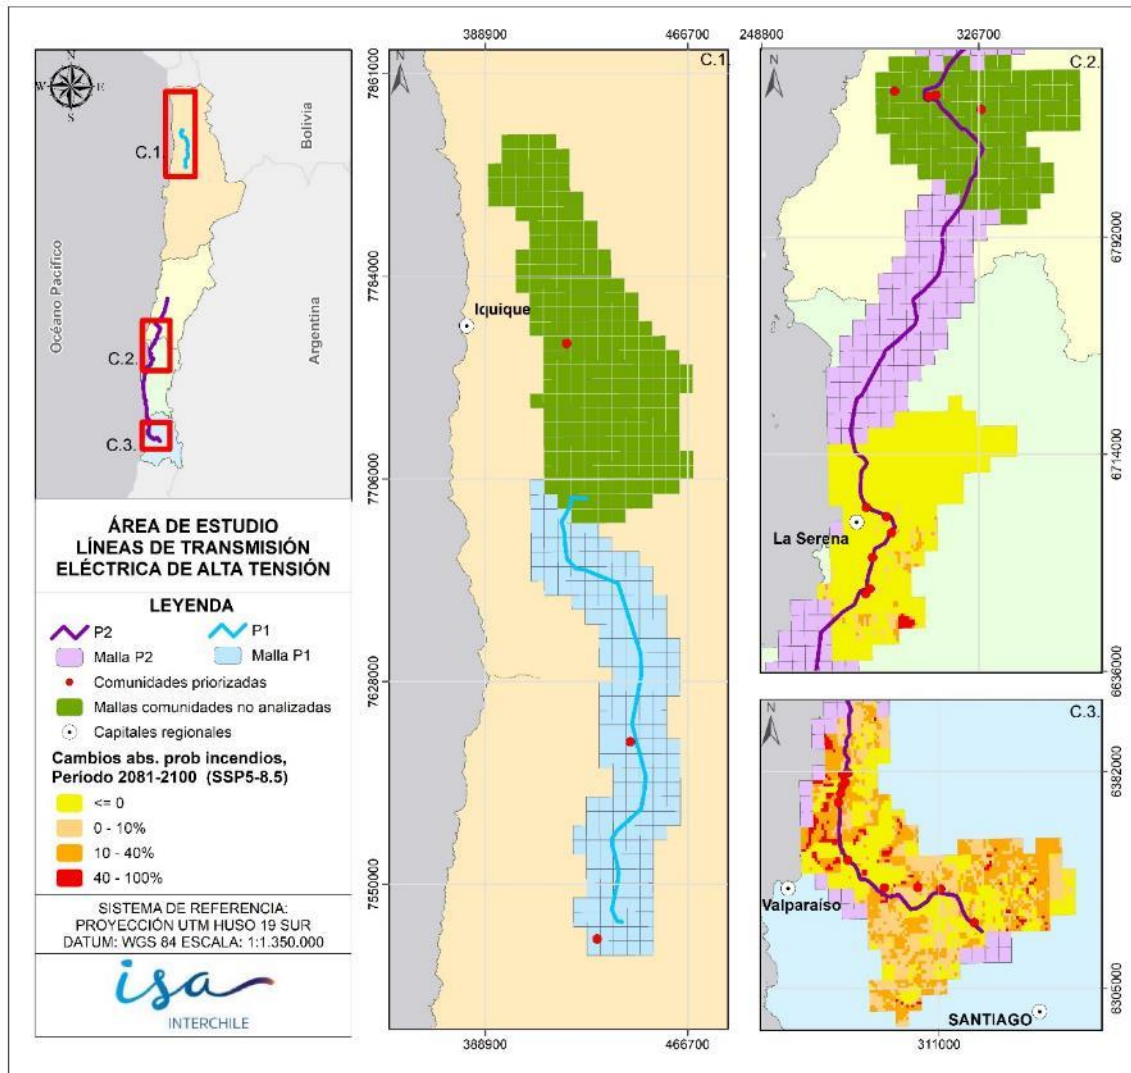 N
W
E
S
C.1.
C.2.
C.3.
Océano Pacífico
Bolivia
Argentina
ÁREA DE ESTUDIO
LÍNEAS DE TRANSMISIÓN
ELÉCTRICA DE ALTA TENSIÓN
LEYENDA
P2
P1
Malla P2
Malla P1
Comunidades priorizadas
Mallas comunidades no analizadas
Capitales regionales
Cambios abs. prob incendios,
Período 2081-2100 (SSP5-8.5)
<= 0
0 - 10%
10 - 40%
40 - 100%
SISTEMA DE REFERENCIA:
PROYECCIÓN UTM HUSO 19 SUR
DATUM: WGS 84 ESCALA: 1:1.350.000
isa
INTERCHILE
388900
466700
N
C.1.
7861000
7784000
7706000
7628000
7550000
Iquique
388900
466700
248800
326700
N
C.2.
6792000
6714000
6636000
La Serena
N
C.3.
6382000
6305000
Valparaíso
SANTIAGO
311000